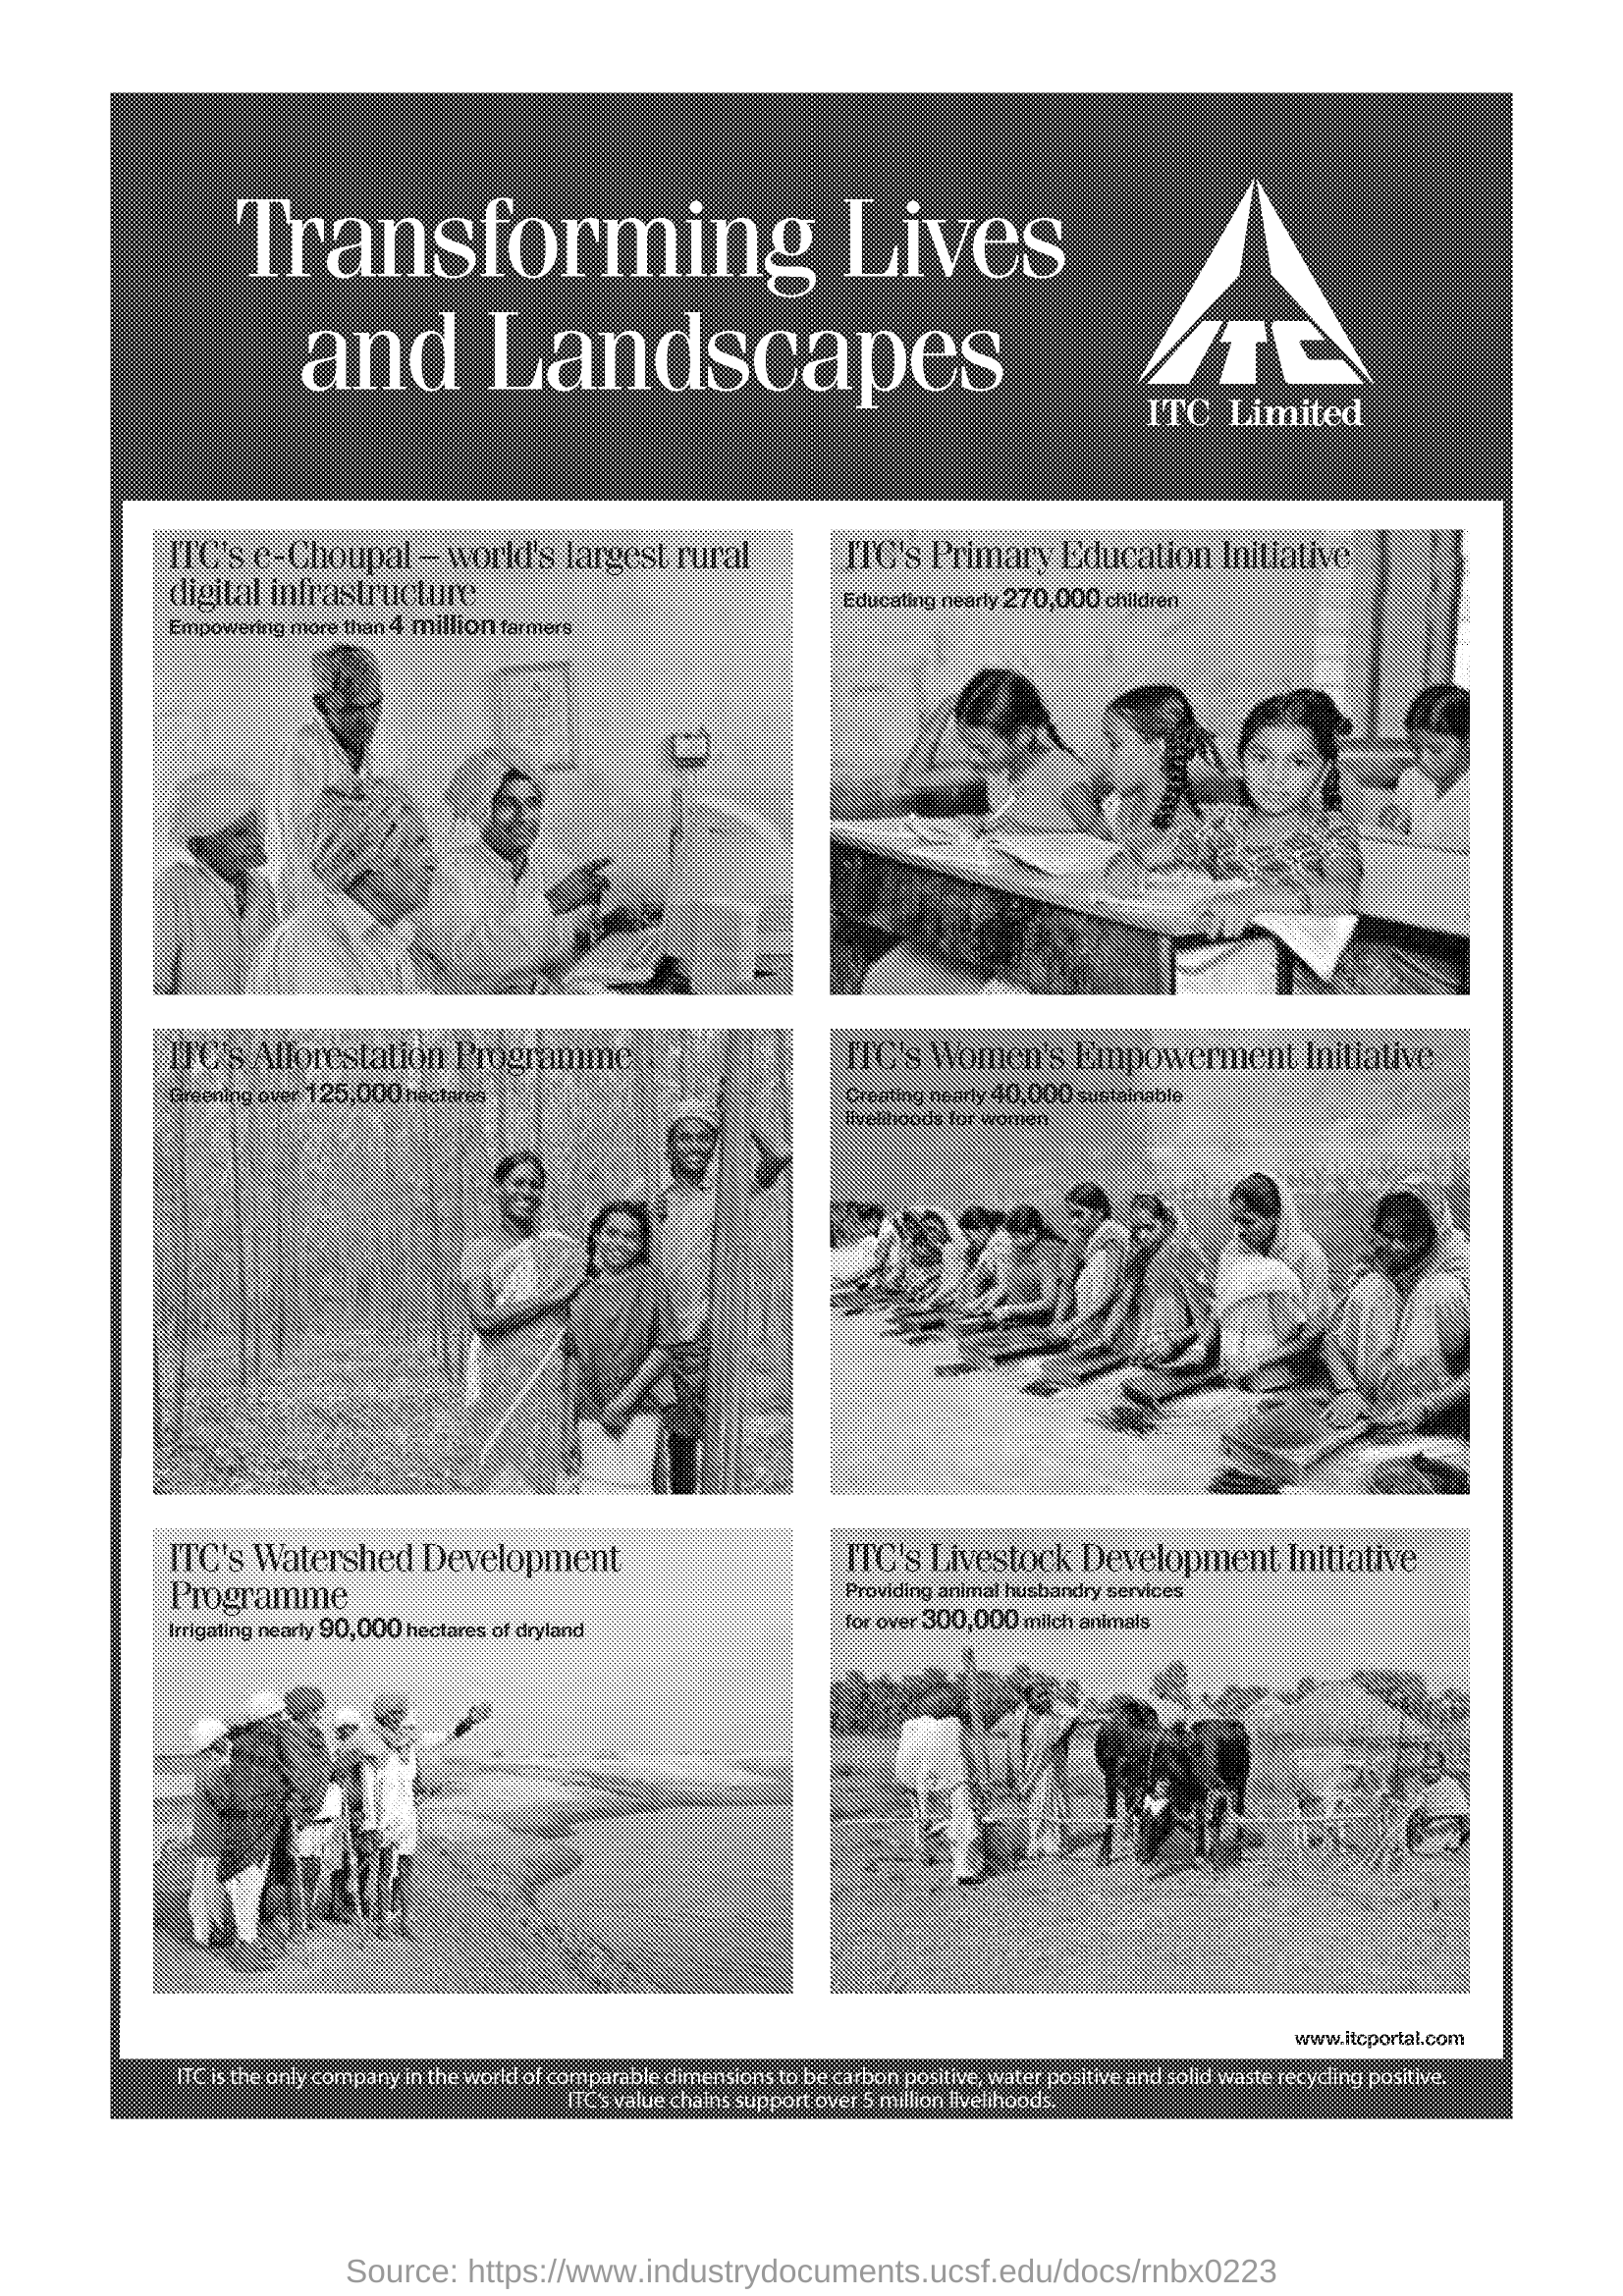 Transforming Lives
and Landscapes
ITC
ITC Limited
ITC's e-Choupal – world's largest rural
digital infrastructure
Empowering more than 4 million farmers
ITC's Primary Education Initiative
Educating nearly 270,000 children
ITC's Afforestation Programme
Greening over 125,000 hectares
ITC's Women's Empowerment Initiative
Creating nearly 40,000 sustainable
livelihoods for women
ITC's Watershed Development
Programme
Irrigating nearly 90,000 hectares of dryland
ITC's Livestock Development Initiative
Providing animal husbandry services
for over 300,000 milch animals
www.itcportal.com
ITC is the only company in the world of comparable dimensions to be carbon positive, water positive and solid waste recycling positive.
ITC's value chains support over 5 million livelihoods.
Source: https://www.industrydocuments.ucsf.edu/docs/rnbx0223